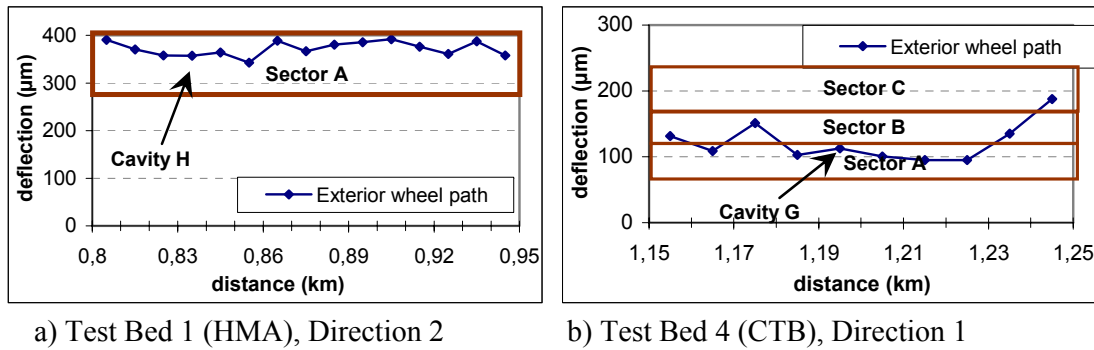 400
300
200
100
0
deflection (µm)
Sector A
Cavity H
Exterior wheel path
0,8 0,83 0,86 0,89 0,92 0,95
distance (km)
a) Test Bed 1 (HMA), Direction 2
300
200
100
0
deflection (µm)
Exterior wheel path
Sector C
Sector B
Sector A
Cavity G
1,15 1,17 1,19 1,21 1,23 1,25
distance (km)
b) Test Bed 4 (CTB), Direction 1